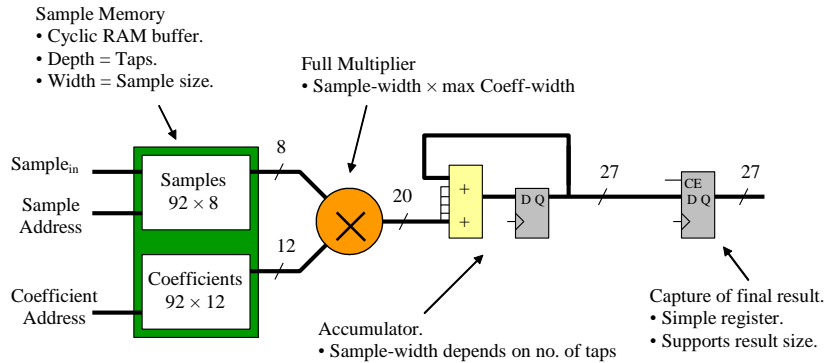 Sample Memory
• Cyclic RAM buffer.
• Depth = Taps.
• Width = Sample size.
Full Multiplier
• Sample-width × max Coeff-width
Sample in
8
Samples
92 × 8
Sample
Address
20
+
+
D Q
27
CE
D Q
27
12
Coefficients
92 × 12
Coefficient
Address
Accumulator.
• Sample-width depends on no. of taps
Capture of final result.
• Simple register.
• Supports result size.